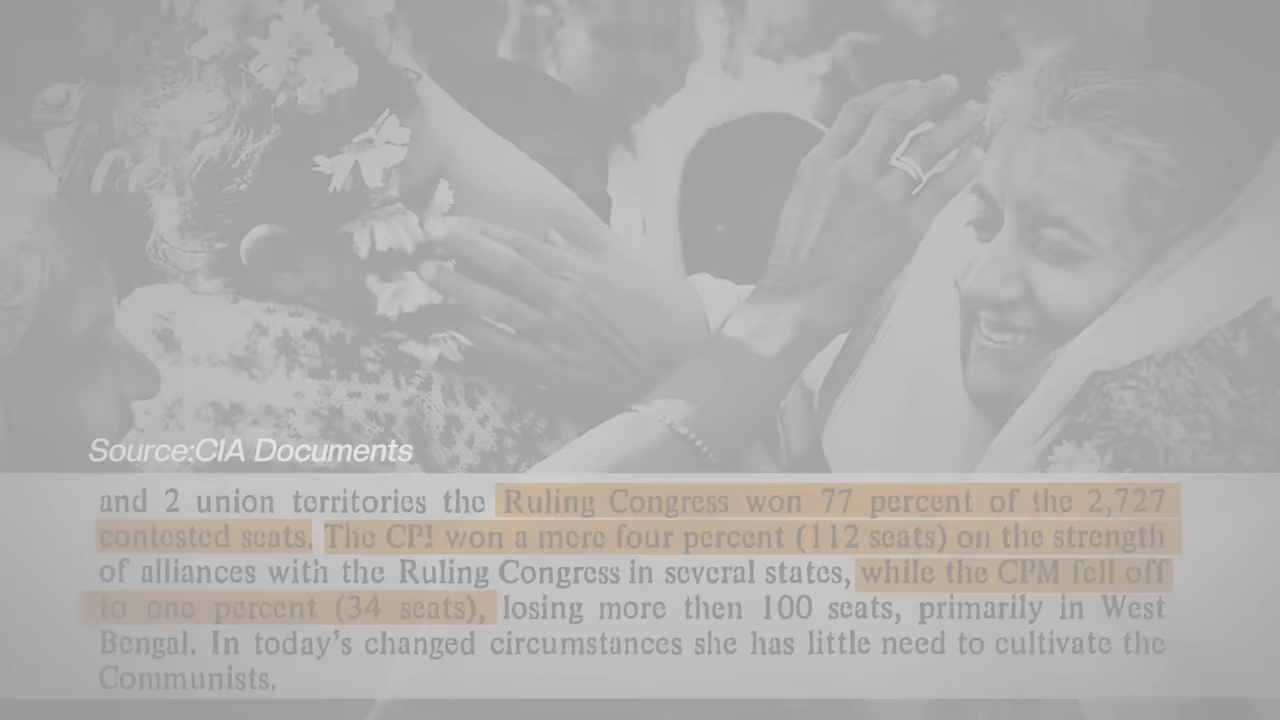 Source:CIA Documents
and 2 union territories the Ruling Congress won 77 percent of the 2,727
contested seats. The CPI won a mere four percent (112 seats) on the strength
of alliances with the Ruling Congress in several states, while the CPM fell off
to one percent (34 seats), losing more then 100 seats, primarily in West
Bengal. In today's changed circumstances she has little need to cultivate the
Communists.